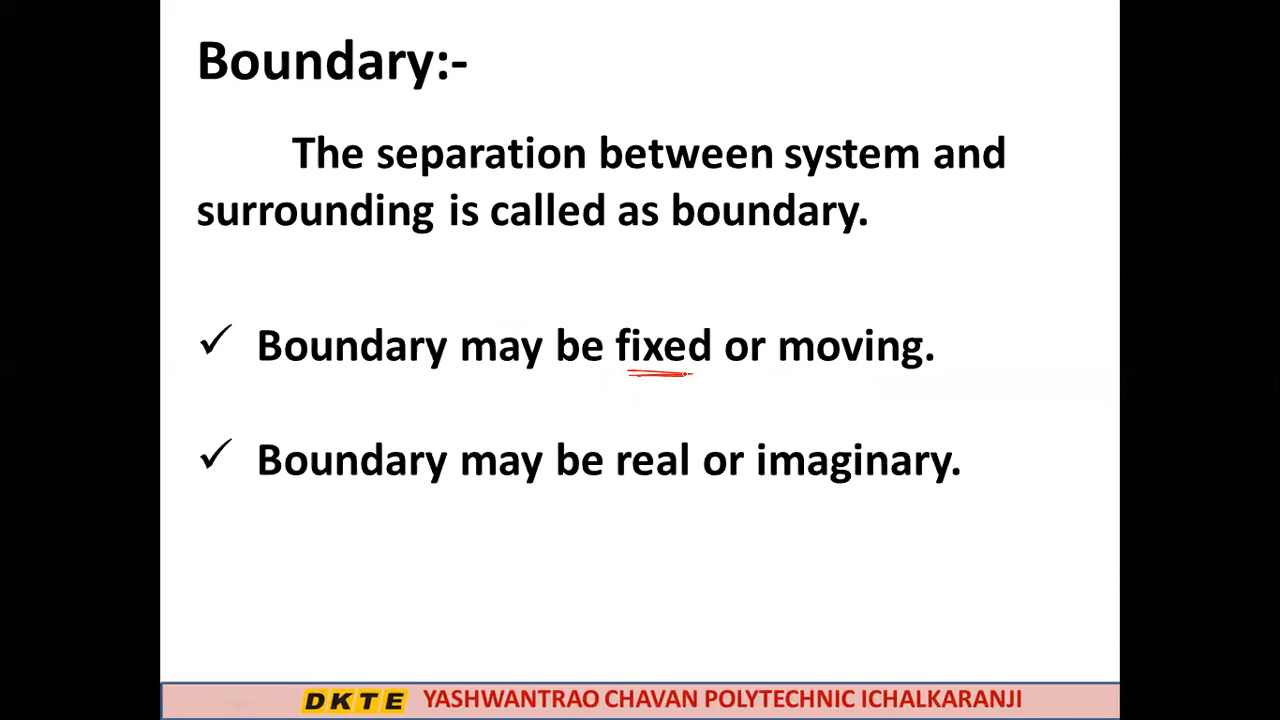 Boundary:-
The separation between system and
surrounding is called as boundary.
✓ Boundary may be fixed or moving.
✓ Boundary may be real or imaginary.
DKTE YASHWANTRAO CHAVAN POLYTECHNIC ICHALKARANJI